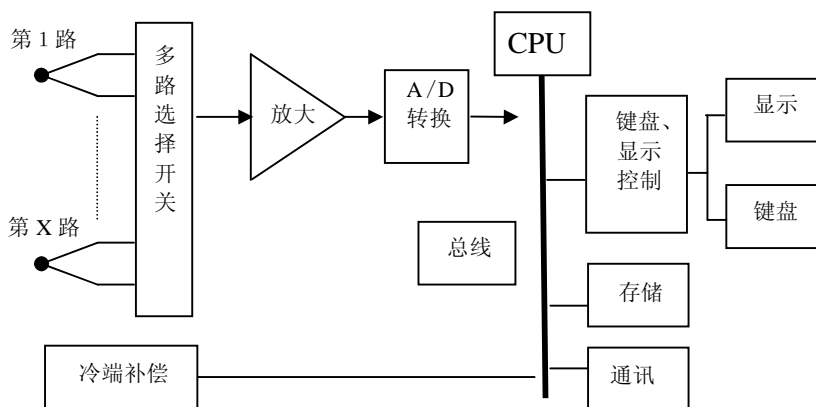 第 1 路
第 X 路
多
路
选
择
开
关
放大
A/D
转换
CPU
键盘、
显示
控制
显示
键盘
总线
存储
冷端补偿
通讯